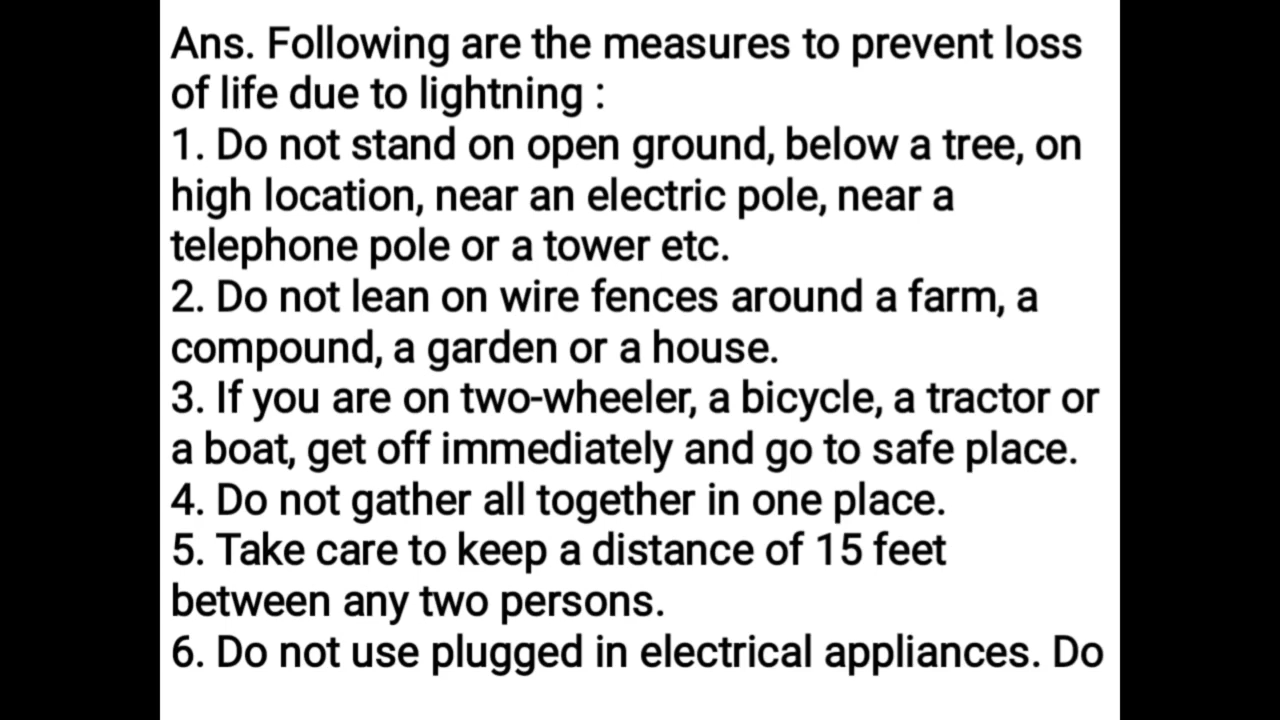 Ans. Following are the measures to prevent loss
of life due to lightning :
1. Do not stand on open ground, below a tree, on
high location, near an electric pole, near a
telephone pole or a tower etc.
2. Do not lean on wire fences around a farm, a
compound, a garden or a house.
3. If you are on two-wheeler, a bicycle, a tractor or
a boat, get off immediately and go to safe place.
4. Do not gather all together in one place.
5. Take care to keep a distance of 15 feet
between any two persons.
6. Do not use plugged in electrical appliances. Do